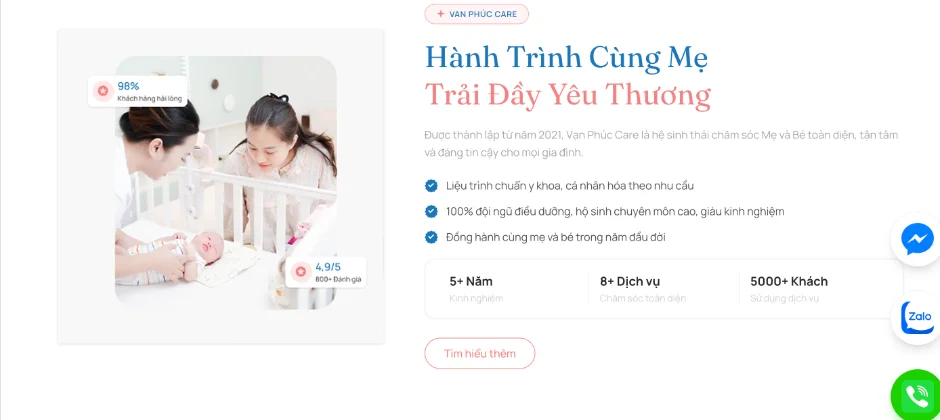 VẠN PHÚC CARE
Hành Trình Cùng Mẹ
Trải Đầy Yêu Thương
98%
Khách hàng hài lòng
Được thành lập từ năm 2021, Vạn Phúc Care là hệ sinh thái chăm sóc Mẹ và Bé toàn diện, tận tâm
và đáng tin cậy cho mọi gia đình.
Liệu trình chuẩn y khoa, cá nhân hóa theo nhu cầu
100% đội ngũ điều dưỡng, hộ sinh chuyên môn cao, giàu kinh nghiệm
Đồng hành cùng mẹ và bé trong năm đầu đời
4,9/5
800+ Đánh giá
5+ Năm
Kinh nghiệm
8+ Dịch vụ
Chăm sóc toàn diện
5000+ Khách
Sử dụng dịch vụ
Zalo
Tìm hiểu thêm